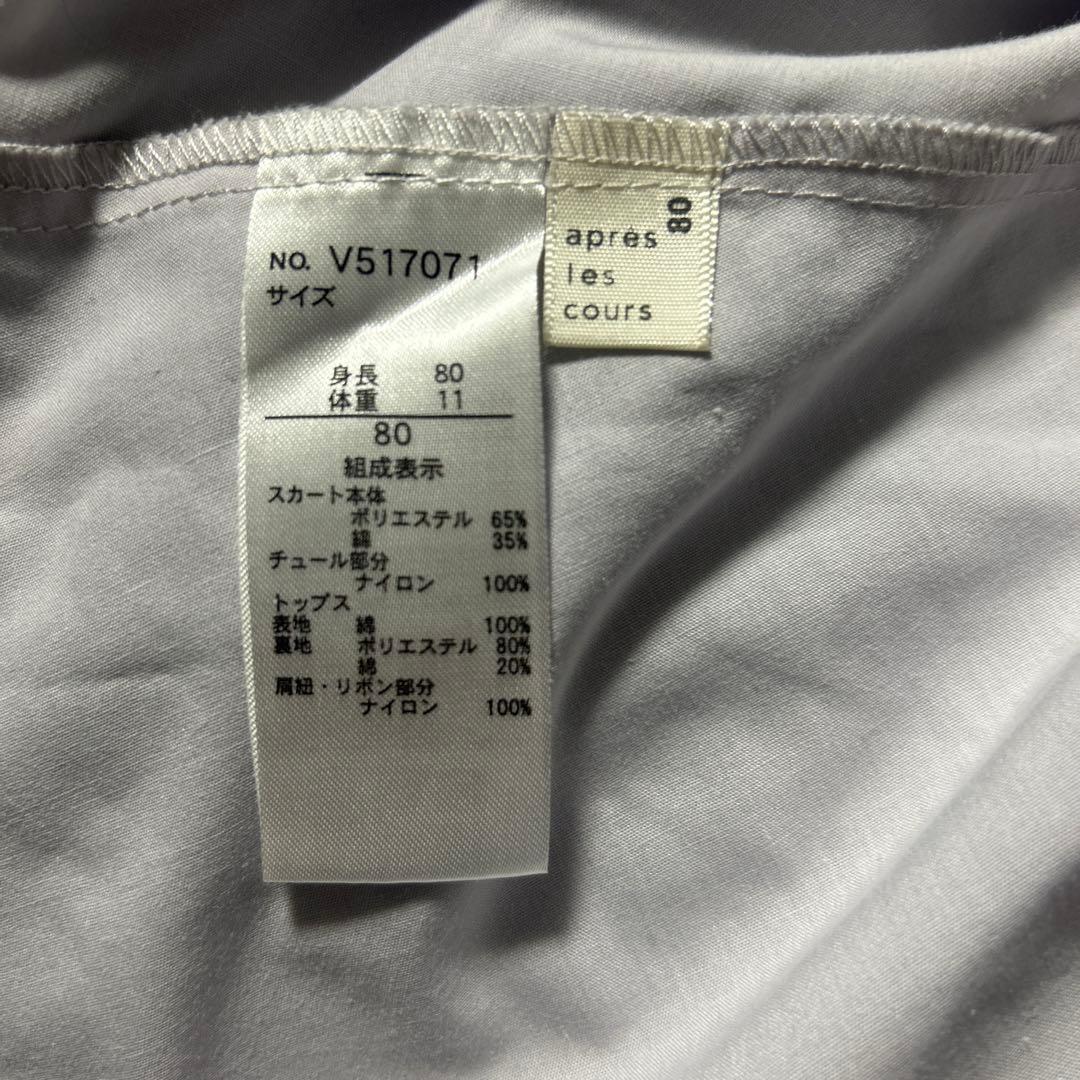 NO. V517071
サイズ
身長 80
体重 11
80
組成表示
スカート本体
ポリエステル 65%
綿 35%
チュール部分
ナイロン 100%
トップス
表地 綿 100%
裏地 ポリエステル 80%
綿 20%
肩紐・リボン部分
ナイロン 100%
80
après
les
cours